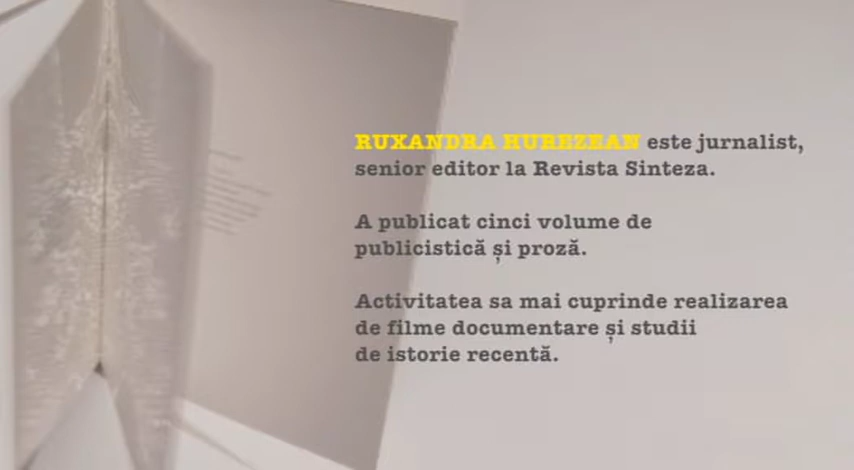 RUXANDRA HUREZEAN este jurnalist,
senior editor la Revista Sinteza.
A publicat cinci volume de
publicistică și proză.
Activitatea sa mai cuprinde realizarea
de filme documentare și studii
de istorie recentă.